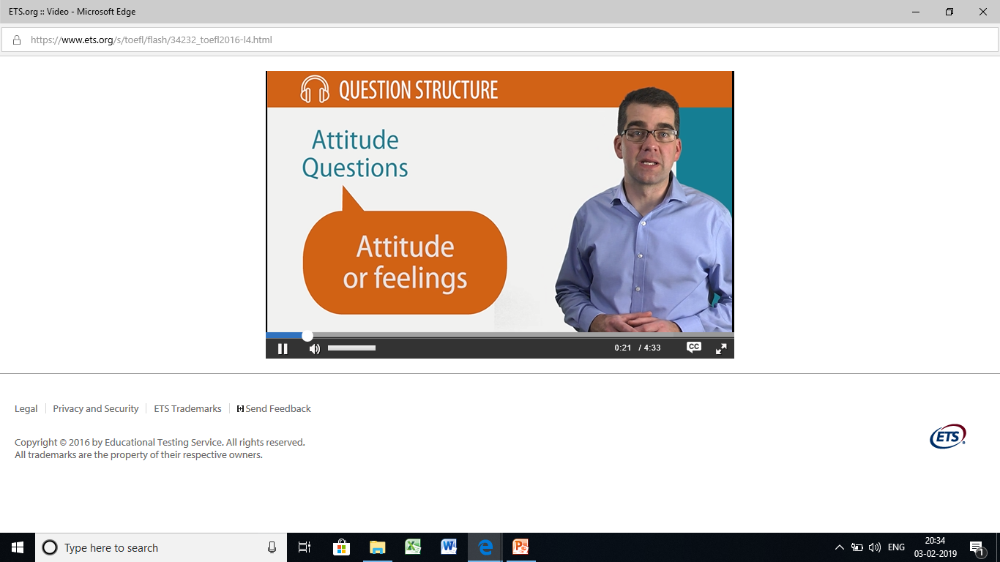 ETS.org :: Video - Microsoft Edge
https://www.ets.org/s/toefl/flash/34232_toefl2016-l4.html
QUESTION STRUCTURE
Attitude
Questions
Attitude
or feelings
0:21 / 4:33
CC
Legal
Privacy and Security
ETS Trademarks
[+] Send Feedback
Copyright © 2016 by Educational Testing Service. All rights reserved.
All trademarks are the property of their respective owners.
ETS®
Type here to search
ENG
20:34
03-02-2019
1